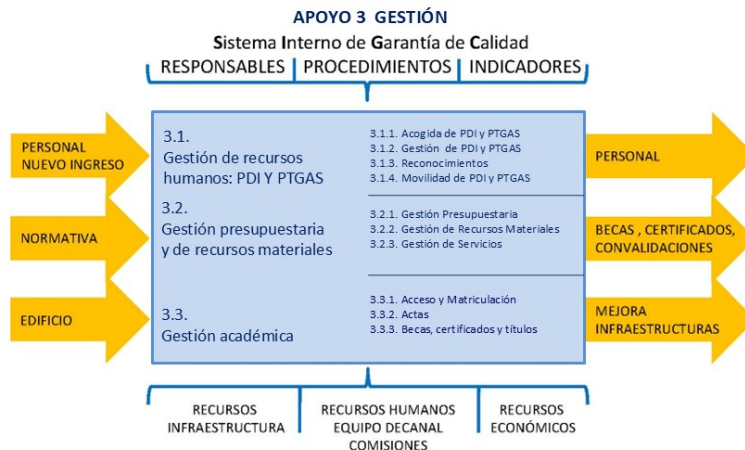 APOYO 3 GESTIÓN
Sistema Interno de Garantía de Calidad
RESPONSABLES
PROCEDIMIENTOS
INDICADORES
PERSONAL
NUEVO INGRESO
NORMATIVA
EDIFICIO
3.1.
Gestión de recursos
humanos: PDI Y PTGAS
3.1.1. Acogida de PDI y PTGAS
3.1.2. Gestión de PDI y PTGAS
3.1.3. Reconocimientos
3.1.4. Movilidad de PDI y PTGAS
3.2.
Gestión presupuestaria
y de recursos materiales
3.2.1. Gestión Presupuestaria
3.2.2. Gestión de Recursos Materiales
3.2.3. Gestión de Servicios
3.3.
Gestión académica
3.3.1. Acceso y Matriculación
3.3.2. Actas
3.3.3. Becas, certificados y títulos
PERSONAL
BECAS , CERTIFICADOS,
CONVALIDACIONES
MEJORA
INFRAESTRUCTURAS
RECURSOS
INFRAESTRUCTURA
RECURSOS HUMANOS
EQUIPO DECANAL
COMISIONES
RECURSOS
ECONÓMICOS